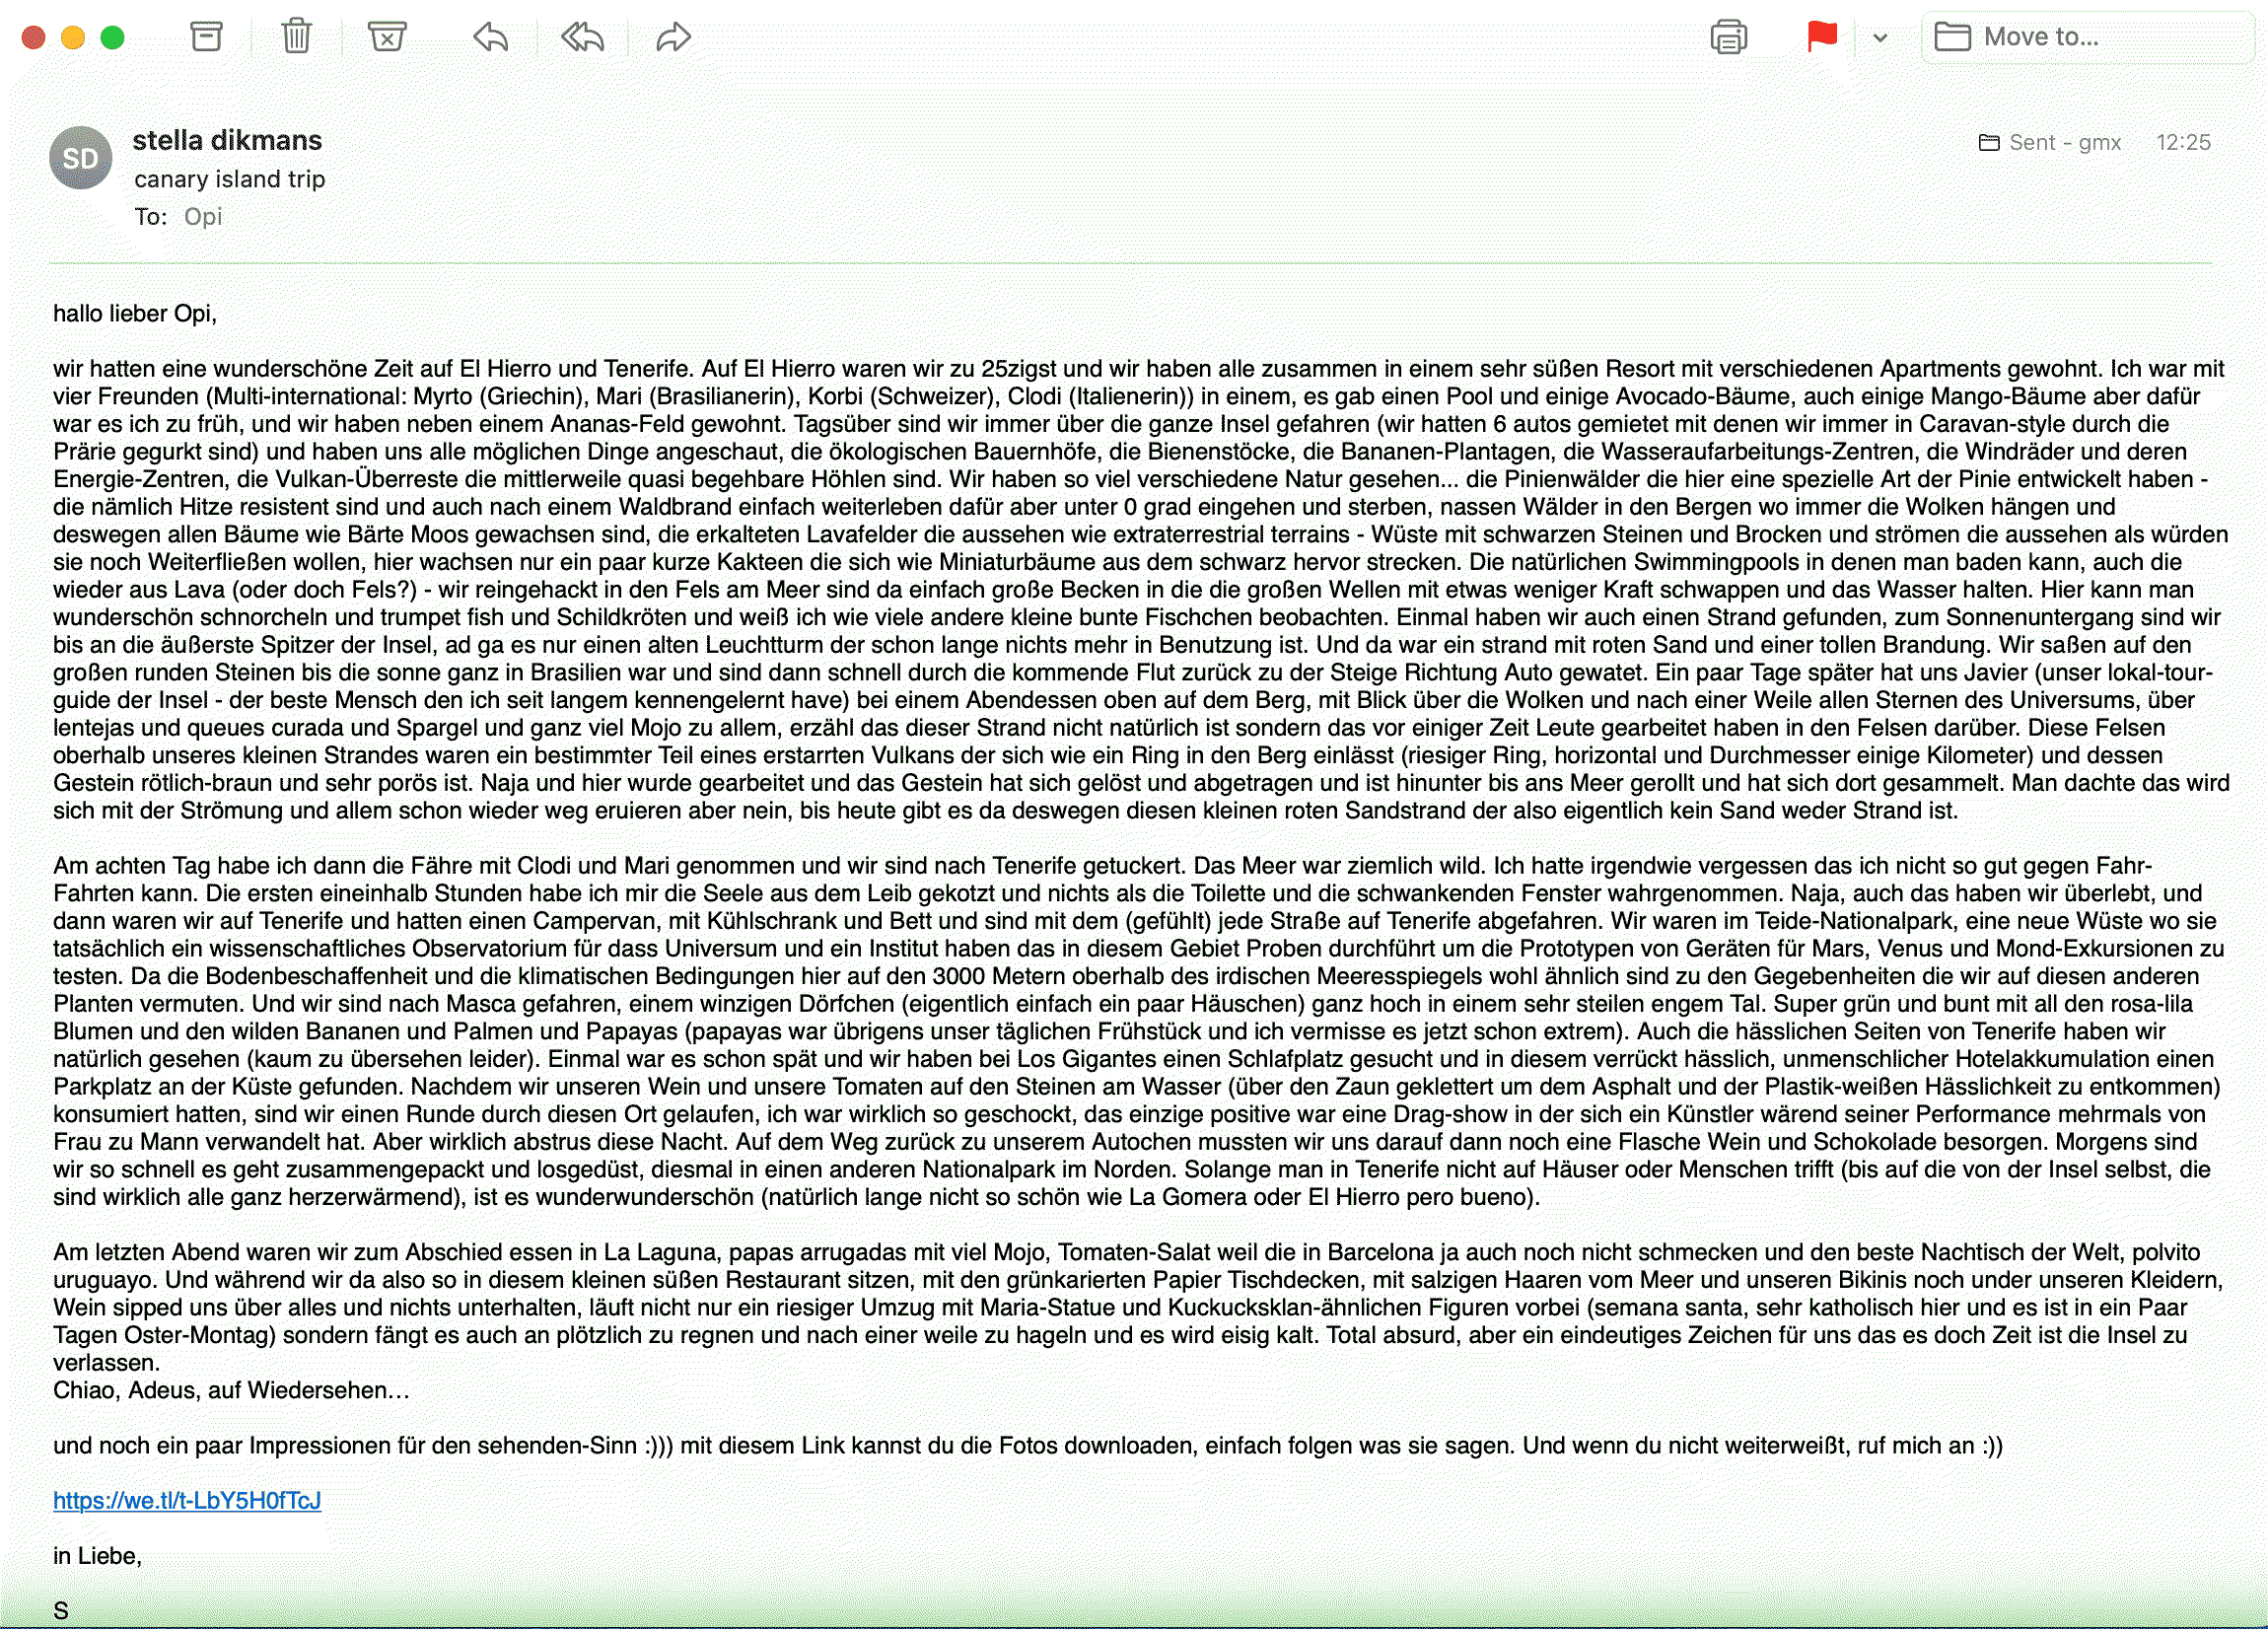 Move to...
SD
stella dikmans
Sent - gmx 12:25
canary island trip
To: Opi
hallo lieber Opi,
wir hatten eine wunderschöne Zeit auf El Hierro und Tenerife. Auf El Hierro waren wir zu 25zigst und wir haben alle zusammen in einem sehr süßen Resort mit verschiedenen Apartments gewohnt. Ich war mit
vier Freunden (Multi-international: Myrto (Griechin), Mari (Brasilianerin), Korbi (Schweizer), Clodi (Italienerin)) in einem, es gab einen Pool und einige Avocado-Bäume, auch einige Mango-Bäume aber dafür
war es ich zu früh, und wir haben neben einem Ananas-Feld gewohnt. Tagsüber sind wir immer über die ganze Insel gefahren (wir hatten 6 autos gemietet mit denen wir immer in Caravan-style durch die
Prärie gegurkt sind) und haben uns alle möglichen Dinge angeschaut, die ökologischen Bauernhöfe, die Bienenstöcke, die Bananen-Plantagen, die Wasseraufarbeitungs-Zentren, die Windräder und deren
Energie-Zentren, die Vulkan-Überreste die mittlerweile quasi begehbare Höhlen sind. Wir haben so viel verschiedene Natur gesehen... die Pinienwälder die hier eine spezielle Art der Pinie entwickelt haben -
die nämlich Hitze resistent sind und auch nach einem Waldbrand einfach weiterleben dafür aber unter 0 grad eingehen und sterben, nassen Wälder in den Bergen wo immer die Wolken hängen und
deswegen allen Bäume wie Bärte Moos gewachsen sind, die erkalteten Lavafelder die aussehen wie extraterrestrial terrains - Wüste mit schwarzen Steinen und Brocken und strömen die aussehen als würden
sie noch Weiterfließen wollen, hier wachsen nur ein paar kurze Kakteen die sich wie Miniaturbäume aus dem schwarz hervor strecken. Die natürlichen Swimmingpools in denen man baden kann, auch die
wieder aus Lava (oder doch Fels?) - wir reingehackt in den Fels am Meer sind da einfach große Becken in die die großen Wellen mit etwas weniger Kraft schwappen und das Wasser halten. Hier kann man
wunderschön schnorcheln und trumpet fish und Schildkröten und weiß ich wie viele andere kleine bunte Fischchen beobachten. Einmal haben wir auch einen Strand gefunden, zum Sonnenuntergang sind wir
bis an die äußerste Spitzer der Insel, ad ga es nur einen alten Leuchtturm der schon lange nichts mehr in Benutzung ist. Und da war ein strand mit roten Sand und einer tollen Brandung. Wir saßen auf den
großen runden Steinen bis die sonne ganz in Brasilien war und sind dann schnell durch die kommende Flut zurück zu der Steige Richtung Auto gewatet. Ein paar Tage später hat uns Javier (unser lokal-tour-
guide der Insel - der beste Mensch den ich seit langem kennengelernt have) bei einem Abendessen oben auf dem Berg, mit Blick über die Wolken und nach einer Weile allen Sternen des Universums, über
lentejas und queues curada und Spargel und ganz viel Mojo zu allem, erzähl das dieser Strand nicht natürlich ist sondern das vor einiger Zeit Leute gearbeitet haben in den Felsen darüber. Diese Felsen
oberhalb unseres kleinen Strandes waren ein bestimmter Teil eines erstarrten Vulkans der sich wie ein Ring in den Berg einlässt (riesiger Ring, horizontal und Durchmesser einige Kilometer) und dessen
Gestein rötlich-braun und sehr porös ist. Naja und hier wurde gearbeitet und das Gestein hat sich gelöst und abgetragen und ist hinunter bis ans Meer gerollt und hat sich dort gesammelt. Man dachte das wird
sich mit der Strömung und allem schon wieder weg eruieren aber nein, bis heute gibt es da deswegen diesen kleinen roten Sandstrand der also eigentlich kein Sand weder Strand ist.
Am achten Tag habe ich dann die Fähre mit Clodi und Mari genommen und wir sind nach Tenerife getuckert. Das Meer war ziemlich wild. Ich hatte irgendwie vergessen das ich nicht so gut gegen Fahr-
Fahrten kann. Die ersten eineinhalb Stunden habe ich mir die Seele aus dem Leib gekotzt und nichts als die Toilette und die schwankenden Fenster wahrgenommen. Naja, auch das haben wir überlebt, und
dann waren wir auf Tenerife und hatten einen Campervan, mit Kühlschrank und Bett und sind mit dem (gefühlt) jede Straße auf Tenerife abgefahren. Wir waren im Teide-Nationalpark, eine neue Wüste wo sie
tatsächlich ein wissenschaftliches Observatorium für dass Universum und ein Institut haben das in diesem Gebiet Proben durchführt um die Prototypen von Geräten für Mars, Venus und Mond-Exkursionen zu
testen. Da die Bodenbeschaffenheit und die klimatischen Bedingungen hier auf den 3000 Metern oberhalb des irdischen Meeresspiegels wohl ähnlich sind zu den Gegebenheiten die wir auf diesen anderen
Planten vermuten. Und wir sind nach Masca gefahren, einem winzigen Dörfchen (eigentlich einfach ein paar Häuschen) ganz hoch in einem sehr steilen engem Tal. Super grün und bunt mit all den rosa-lila
Blumen und den wilden Bananen und Palmen und Papayas (papayas war übrigens unser täglichen Frühstück und ich vermisse es jetzt schon extrem). Auch die hässlichen Seiten von Tenerife haben wir
natürlich gesehen (kaum zu übersehen leider). Einmal war es schon spät und wir haben bei Los Gigantes einen Schlafplatz gesucht und in diesem verrückt hässlich, unmenschlicher Hotelakkumulation einen
Parkplatz an der Küste gefunden. Nachdem wir unseren Wein und unsere Tomaten auf den Steinen am Wasser (über den Zaun geklettert um dem Asphalt und der Plastik-weißen Hässlichkeit zu entkommen)
konsumiert hatten, sind wir einen Runde durch diesen Ort gelaufen, ich war wirklich so geschockt, das einzige positive war eine Drag-show in der sich ein Künstler wärend seiner Performance mehrmals von
Frau zu Mann verwandelt hat. Aber wirklich abstrus diese Nacht. Auf dem Weg zurück zu unserem Autochen mussten wir uns darauf dann noch eine Flasche Wein und Schokolade besorgen. Morgens sind
wir so schnell es geht zusammengepackt und losgedüst, diesmal in einen anderen Nationalpark im Norden. Solange man in Tenerife nicht auf Häuser oder Menschen trifft (bis auf die von der Insel selbst, die
sind wirklich alle ganz herzerwärmend), ist es wunderwunderschön (natürlich lange nicht so schön wie La Gomera oder El Hierro pero bueno).
Am letzten Abend waren wir zum Abschied essen in La Laguna, papas arrugadas mit viel Mojo, Tomaten-Salat weil die in Barcelona ja auch noch nicht schmecken und den beste Nachtisch der Welt, polvito
uruguayo. Und während wir da also so in diesem kleinen süßen Restaurant sitzen, mit den grünkarierten Papier Tischdecken, mit salzigen Haaren vom Meer und unseren Bikinis noch under unseren Kleidern,
Wein sipped uns über alles und nichts unterhalten, läuft nicht nur ein riesiger Umzug mit Maria-Statue und Kuckucksklan-ähnlichen Figuren vorbei (semana santa, sehr katholisch hier und es ist in ein Paar
Tagen Oster-Montag) sondern fängt es auch an plötzlich zu regnen und nach einer weile zu hageln und es wird eisig kalt. Total absurd, aber ein eindeutiges Zeichen für uns das es doch Zeit ist die Insel zu
verlassen.
Chiao, Adeus, auf Wiedersehen...
und noch ein paar Impressionen für den sehenden-Sinn :))) mit diesem Link kannst du die Fotos downloaden, einfach folgen was sie sagen. Und wenn du nicht weiterweißt, ruf mich an :))
https://we.tl/t-LbY5H0fTcJ
in Liebe,
S